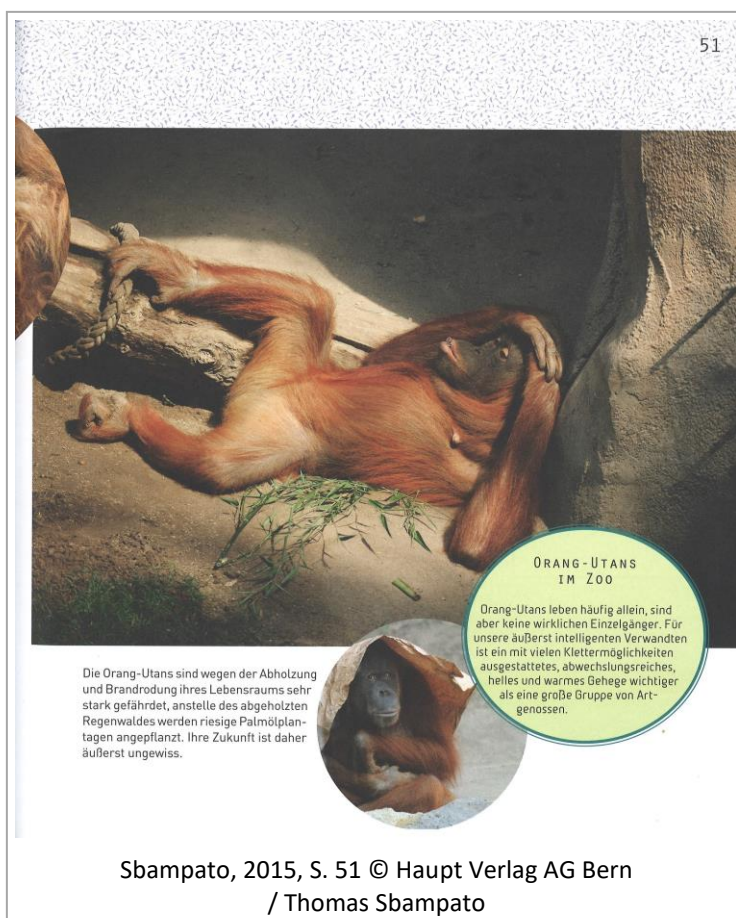 51
ORANG-UTANS
IM ZOO
Orang-Utans leben häufig allein, sind
aber keine wirklichen Einzelgänger. Für
unsere äußerst intelligenten Verwandten
ist ein mit vielen Klettermöglichkeiten
ausgestattetes, abwechslungsreiches,
helles und warmes Gehege wichtiger
als eine große Gruppe von Art-
genossen.
Die Orang-Utans sind wegen der Abholzung
und Brandrodung ihres Lebensraums sehr
stark gefährdet, anstelle des abgeholzten
Regenwaldes werden riesige Palmölplan-
tagen angepflanzt. Ihre Zukunft ist daher
äußerst ungewiss.
Sbampato, 2015, S. 51 © Haupt Verlag AG Bern
/ Thomas Sbampato